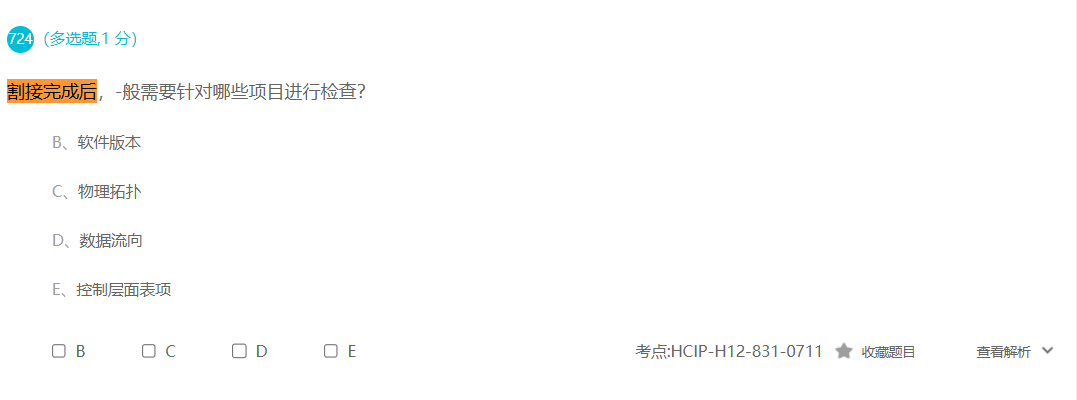 724 (多选题,1 分)
割接完成后，-般需要针对哪些项目进行检查?
B、软件版本
C、物理拓扑
D、数据流向
E、控制层面表项
B C D E 考点:HCIP-H12-831-0711 收藏题目 查看解析